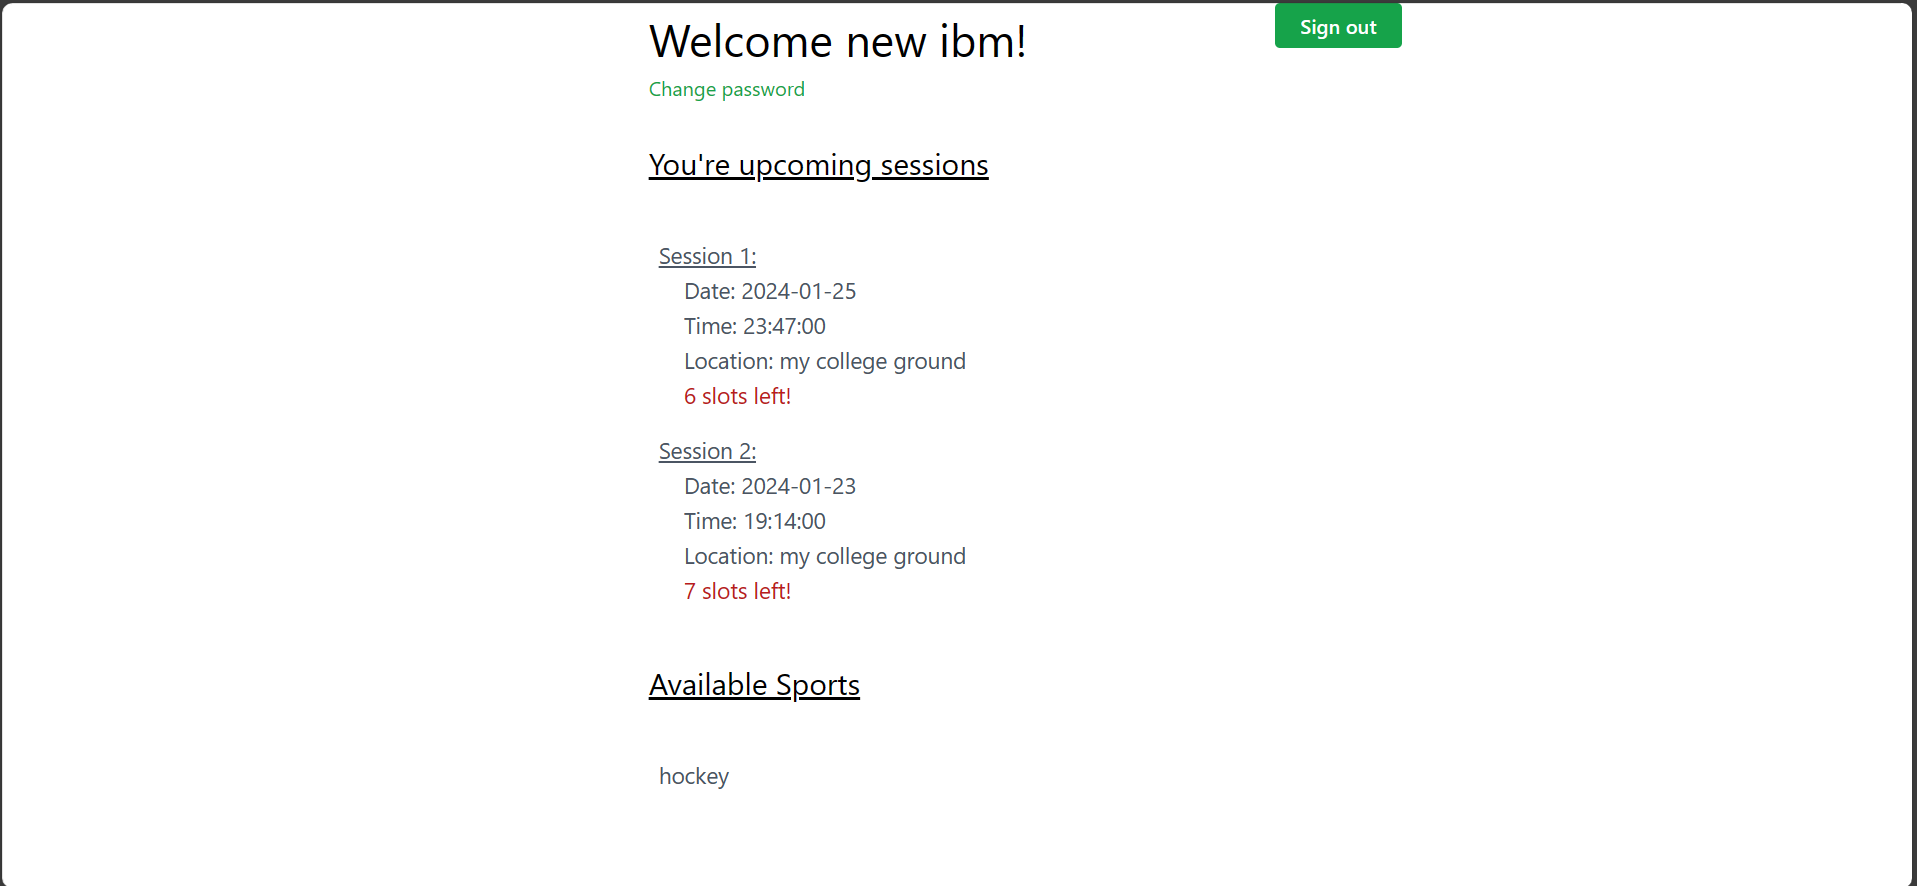 Welcome new ibm!
Sign out
Change password
You're upcoming sessions
Session 1:
Date: 2024-01-25
Time: 23:47:00
Location: my college ground
6 slots left!
Session 2:
Date: 2024-01-23
Time: 19:14:00
Location: my college ground
7 slots left!
Available Sports
hockey